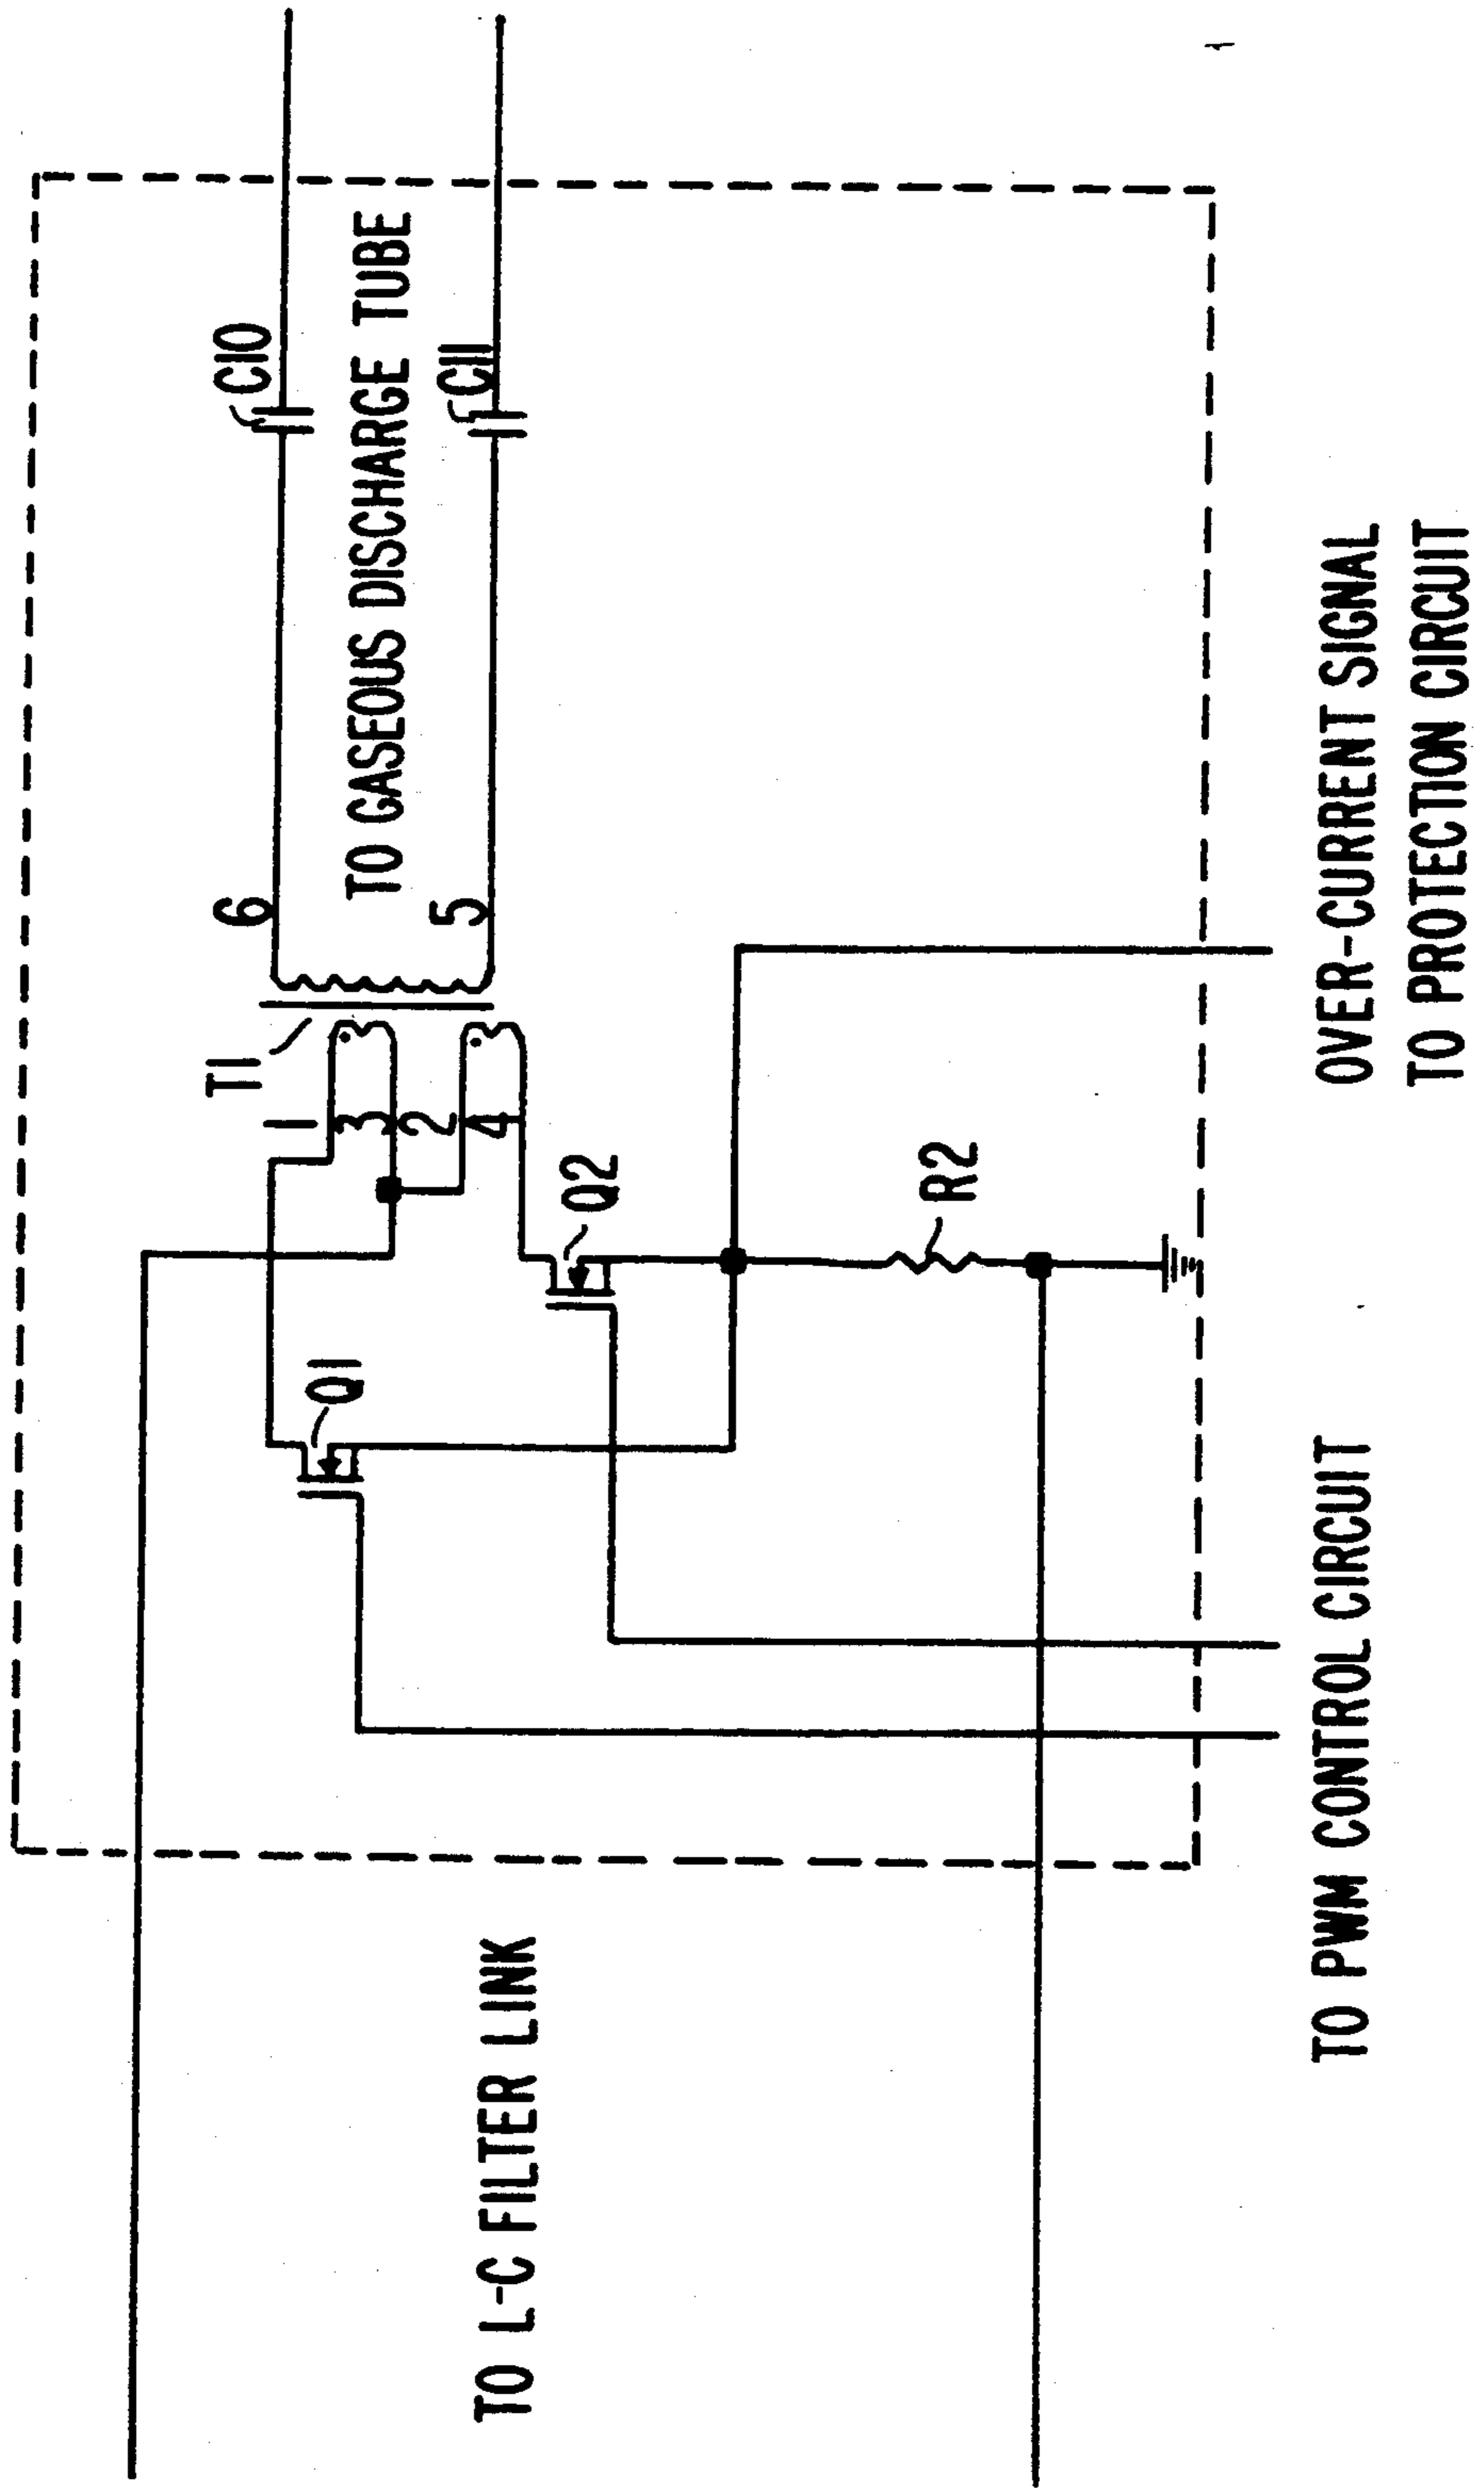 C10
TO GASEOUS DISCHARGE TUBE
C11
6
5
T1
1
3
2
4
Q1
Q2
R2
TO L-C FILTER LINK
TO PWM CONTROL CIRCUIT
OVER-CURRENT SIGNAL
TO PROTECTION CIRCUIT